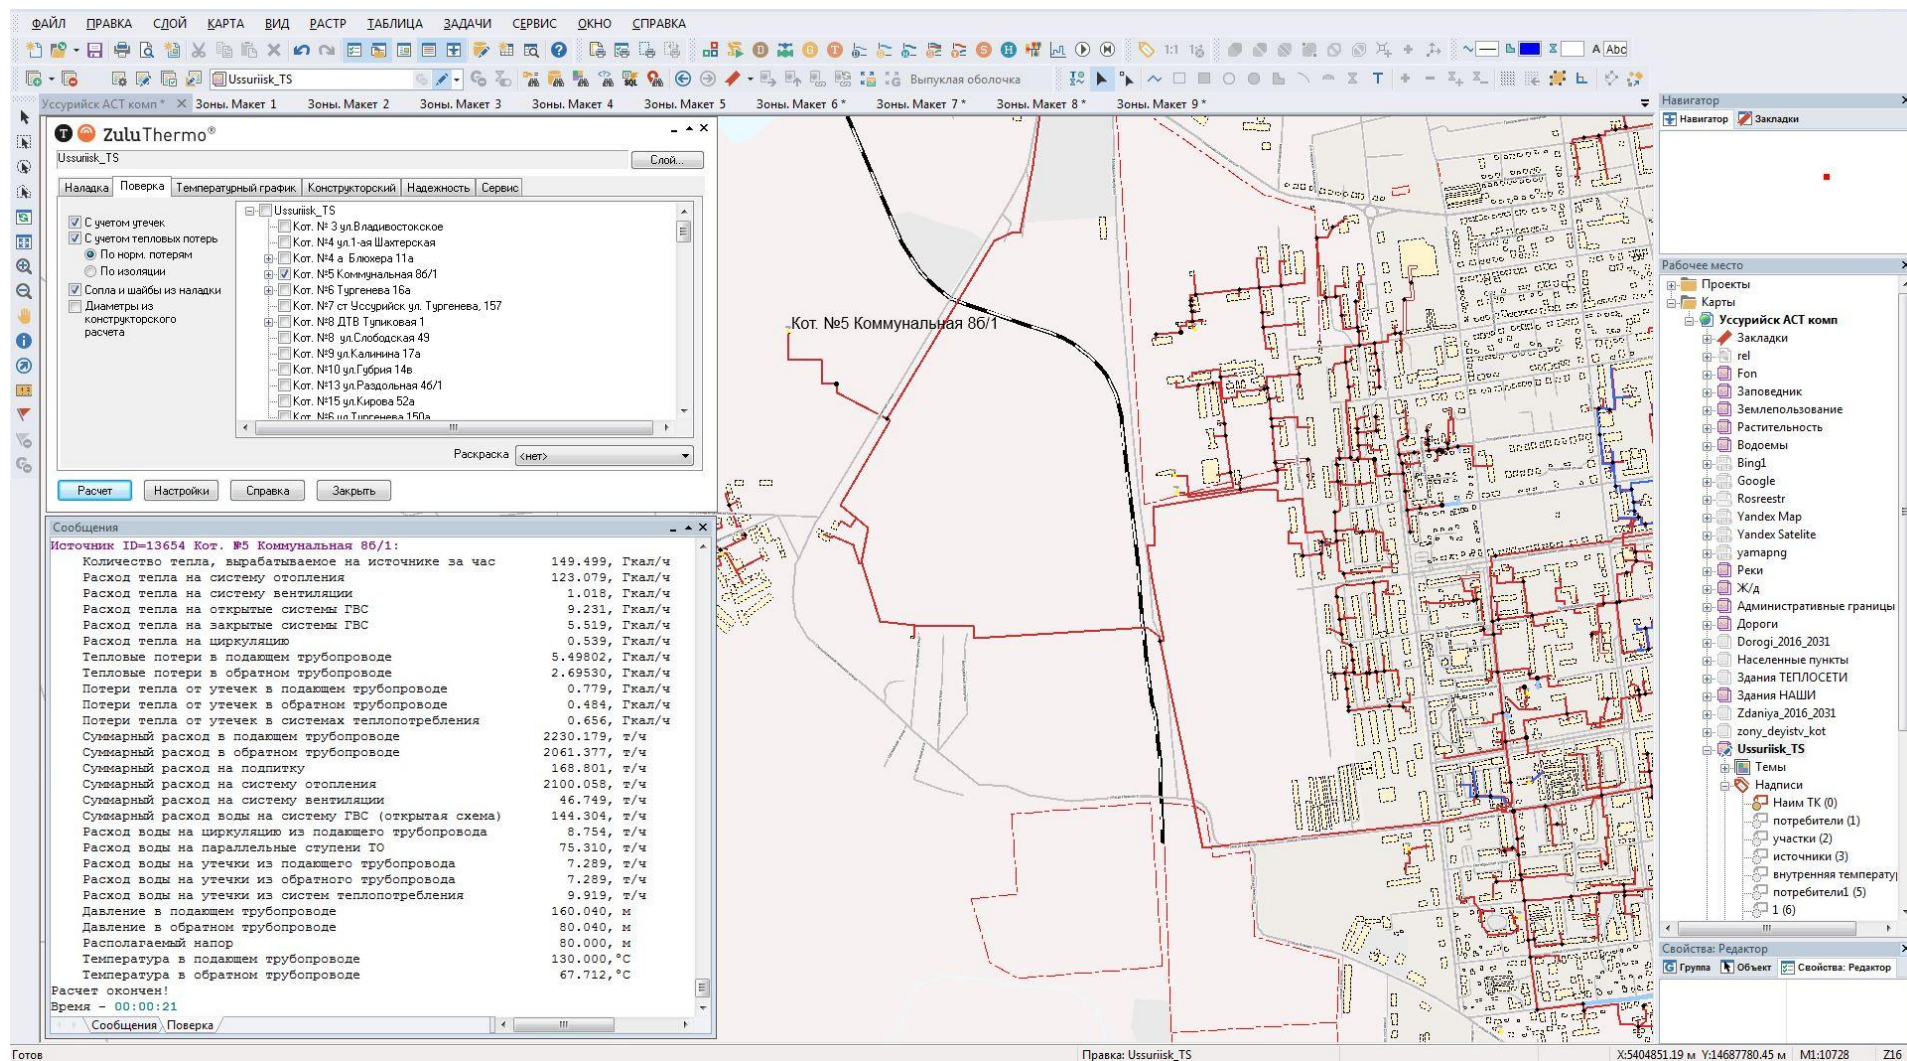 ФАЙЛ ПРАВКА СЛОЙ КАРТА ВИД РАСТР ТАБЛИЦА ЗАДАЧИ СЕРВИС ОКНО СПРАВКА
1:1
Abc
Ussuriisk_TS
Выпуклая оболочка
Уссурийск АСТ комп * Зоны. Макет 1 Зоны. Макет 2 Зоны. Макет 3 Зоны. Макет 4 Зоны. Макет 5 Зоны. Макет 6 * Зоны. Макет 7 * Зоны. Макет 8 * Зоны. Макет 9 *
ZuluThermo®
Ussuriisk_TS
Слой...
Наладка Поверка Температурный график Конструкторский Надежность Сервис
С учетом утечек
С учетом тепловых потерь
По норм. потерям
По изоляции
Сопла и шайбы из наладки
Диаметры из
конструкторского
расчета
Ussuriisk_TS
Кот. № 3 ул.Владивостокское
Кот. №4 ул.1-ая Шахтерская
Кот. №4 а Блюхера 11а
Кот. №5 Коммунальная 8б/1
Кот. №6 Тургенева 16а
Кот. №7 ст Уссурийск ул. Тургенева, 157
Кот. №8 ДТВ Тупиковая 1
Кот. №8 ул.Слободская 49
Кот. №9 ул.Калинина 17а
Кот. №10 ул.Губрия 14в
Кот. №13 ул.Раздольная 46/1
Кот. №15 ул.Кирова 52а
Кот. №6 ул.Тургенева 150а
Раскраска <нет>
Расчет Настройки Справка Закрыть
Сообщения
Источник ID=13654 Кот. №5 Коммунальная 8б/1:
Количество тепла, вырабатываемое на источнике за час 149.499, Гкал/ч
Расход тепла на систему отопления 123.079, Гкал/ч
Расход тепла на систему вентиляции 1.018, Гкал/ч
Расход тепла на открытые системы ГВС 9.231, Гкал/ч
Расход тепла на закрытые системы ГВС 5.519, Гкал/ч
Расход тепла на циркуляцию 0.539, Гкал/ч
Тепловые потери в подающем трубопроводе 5.49802, Гкал/ч
Тепловые потери в обратном трубопроводе 2.69530, Гкал/ч
Потери тепла от утечек в подающем трубопроводе 0.779, Гкал/ч
Потери тепла от утечек в обратном трубопроводе 0.484, Гкал/ч
Потери тепла от утечек в системах теплопотребления 0.656, Гкал/ч
Суммарный расход в подающем трубопроводе 2230.179, т/ч
Суммарный расход в обратном трубопроводе 2061.377, т/ч
Суммарный расход на подпитку 168.801, т/ч
Суммарный расход на систему отопления 2100.058, т/ч
Суммарный расход на систему вентиляции 46.749, т/ч
Суммарный расход воды на систему ГВС (открытая схема) 144.304, т/ч
Расход воды на циркуляцию из подающего трубопровода 8.754, т/ч
Расход воды на параллельные ступени ТО 75.310, т/ч
Расход воды на утечки из подающего трубопровода 7.289, т/ч
Расход воды на утечки из обратного трубопровода 7.289, т/ч
Расход воды на утечки из систем теплопотребления 9.919, т/ч
Давление в подающем трубопроводе 160.040, м
Давление в обратном трубопроводе 80.040, м
Располагаемый напор 80.000, м
Температура в подающем трубопроводе 130.000,°C
Температура в обратном трубопроводе 67.712,°C
Расчет окончен!
Время - 00:00:21
Сообщения Поверка
Кот. №5 Коммунальная 8б/1
Навигатор
Навигатор Закладки
Рабочее место
Проекты
Карты
Уссурийск АСТ комп
Закладки
rel
Fon
Заповедник
Землепользование
Растительность
Водоемы
Bing1
Google
Rosreestr
Yandex Map
Yandex Satelite
yamapng
Реки
Ж/д
Административные границы
Дороги
Dorogi_2016_2031
Населенные пункты
Здания ТЕПЛОСЕТИ
Здания НАШИ
Zdaniya_2016_2031
zony_deyistv_kot
Ussuriisk_TS
Темы
Надписи
Наим ТК (0)
потребители (1)
участки (2)
источники (3)
внутренняя температу
потребители1 (5)
1 (6)
Свойства: Редактор
Группа Объект Свойства: Редактор
Готов
Правка: Ussuriisk_TS
X:5404851.19 м Y:14687780.45 м M1:10728 Z16